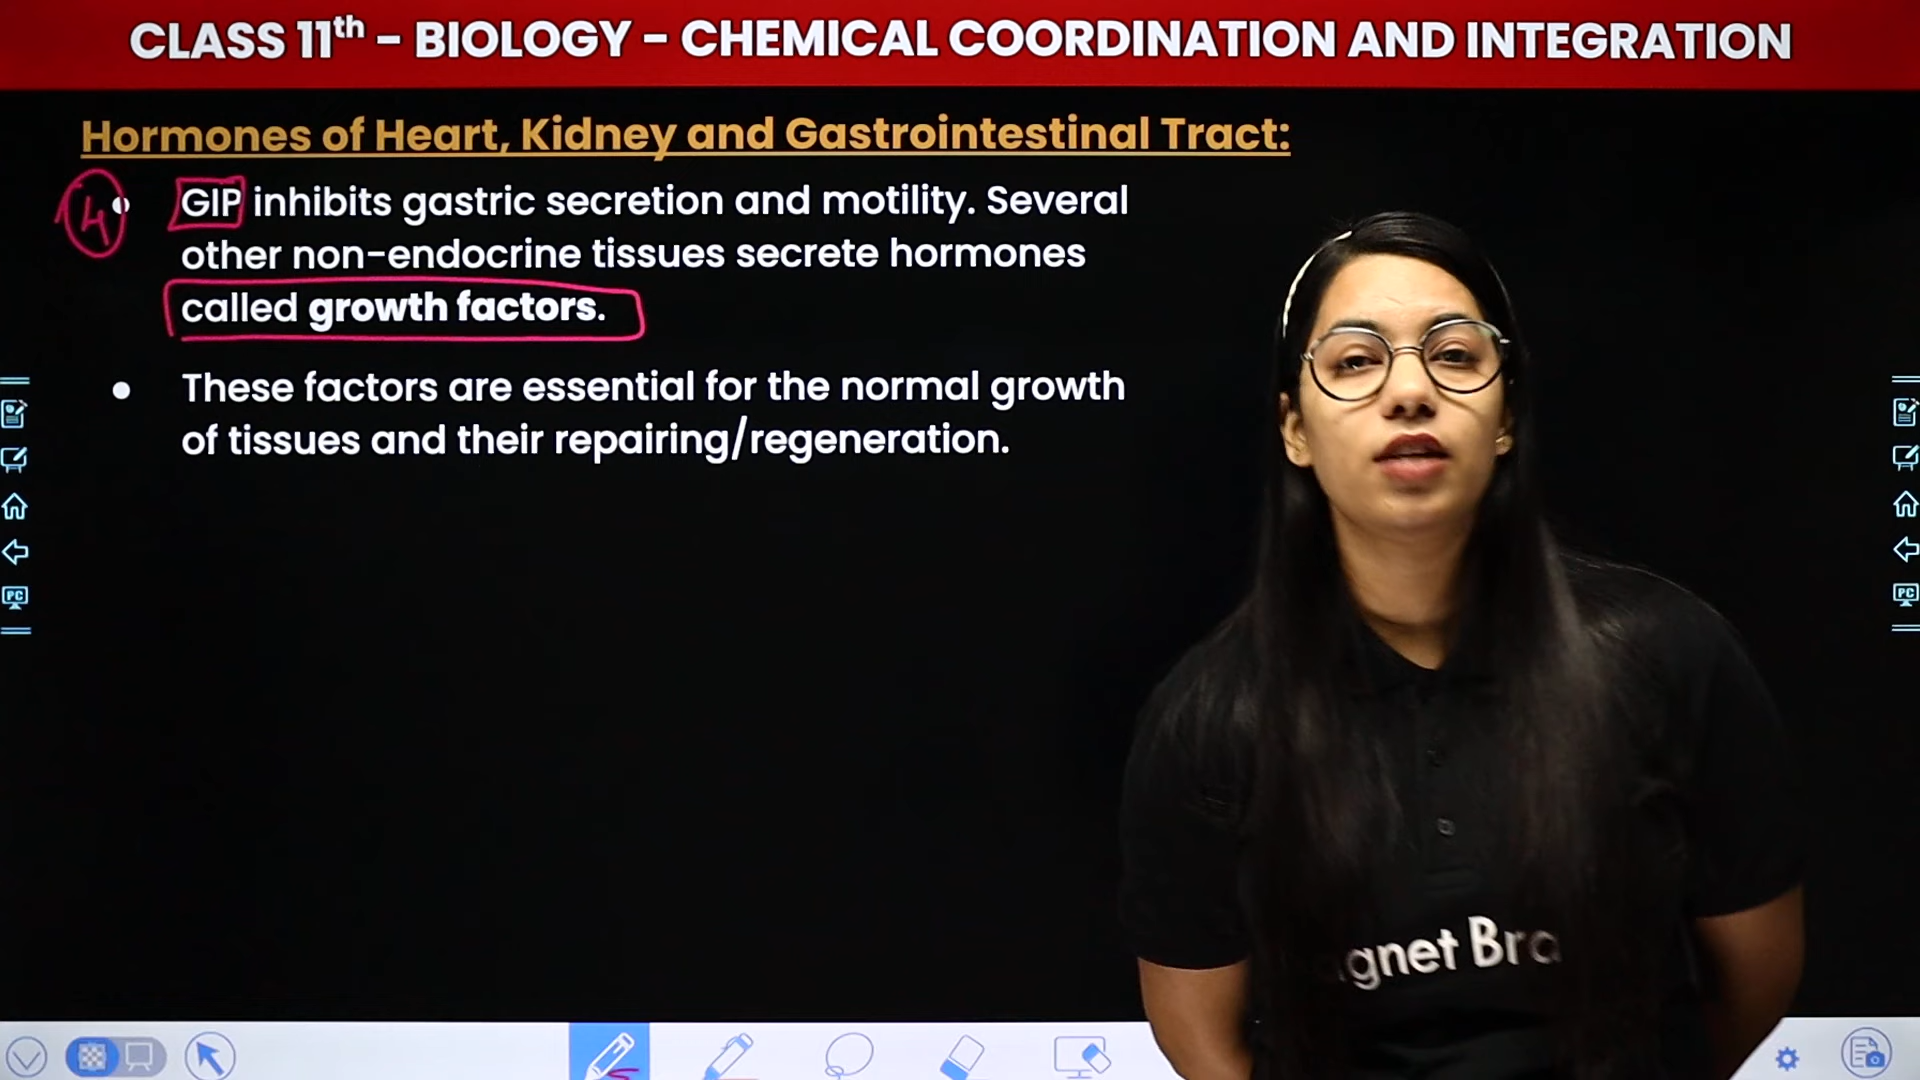 CLASS 11th - BIOLOGY - CHEMICAL COORDINATION AND INTEGRATION
Hormones of Heart, Kidney and Gastrointestinal Tract:
4
• GIP inhibits gastric secretion and motility. Several
other non-endocrine tissues secrete hormones
called growth factors.
• These factors are essential for the normal growth
of tissues and their repairing/regeneration.
PC
PC
gnet Bra